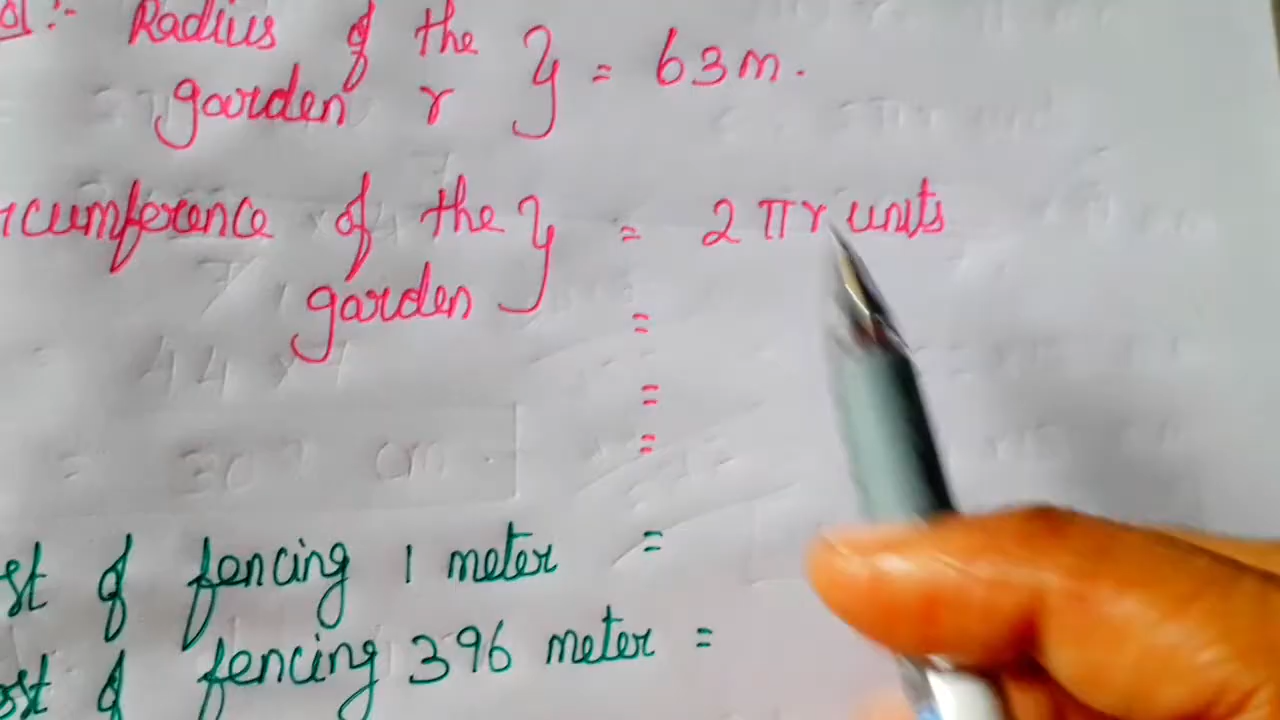 Radius of the
garden r } = 63 m.
circumference of the
garden } = 2 πr units
=
=
=
of fencing 1 meter =
of fencing 396 meter =